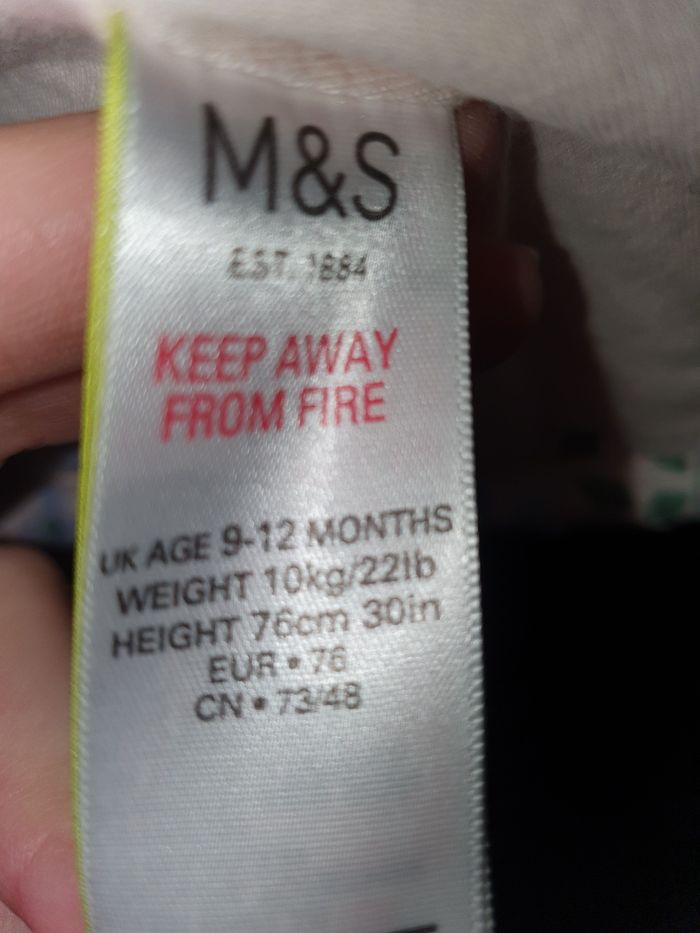 M&S
EST. 1884
KEEP AWAY
FROM FIRE
UK AGE 9-12 MONTHS
WEIGHT 10kg/22lb
HEIGHT 76cm 30in
EUR • 76
CN • 73/48